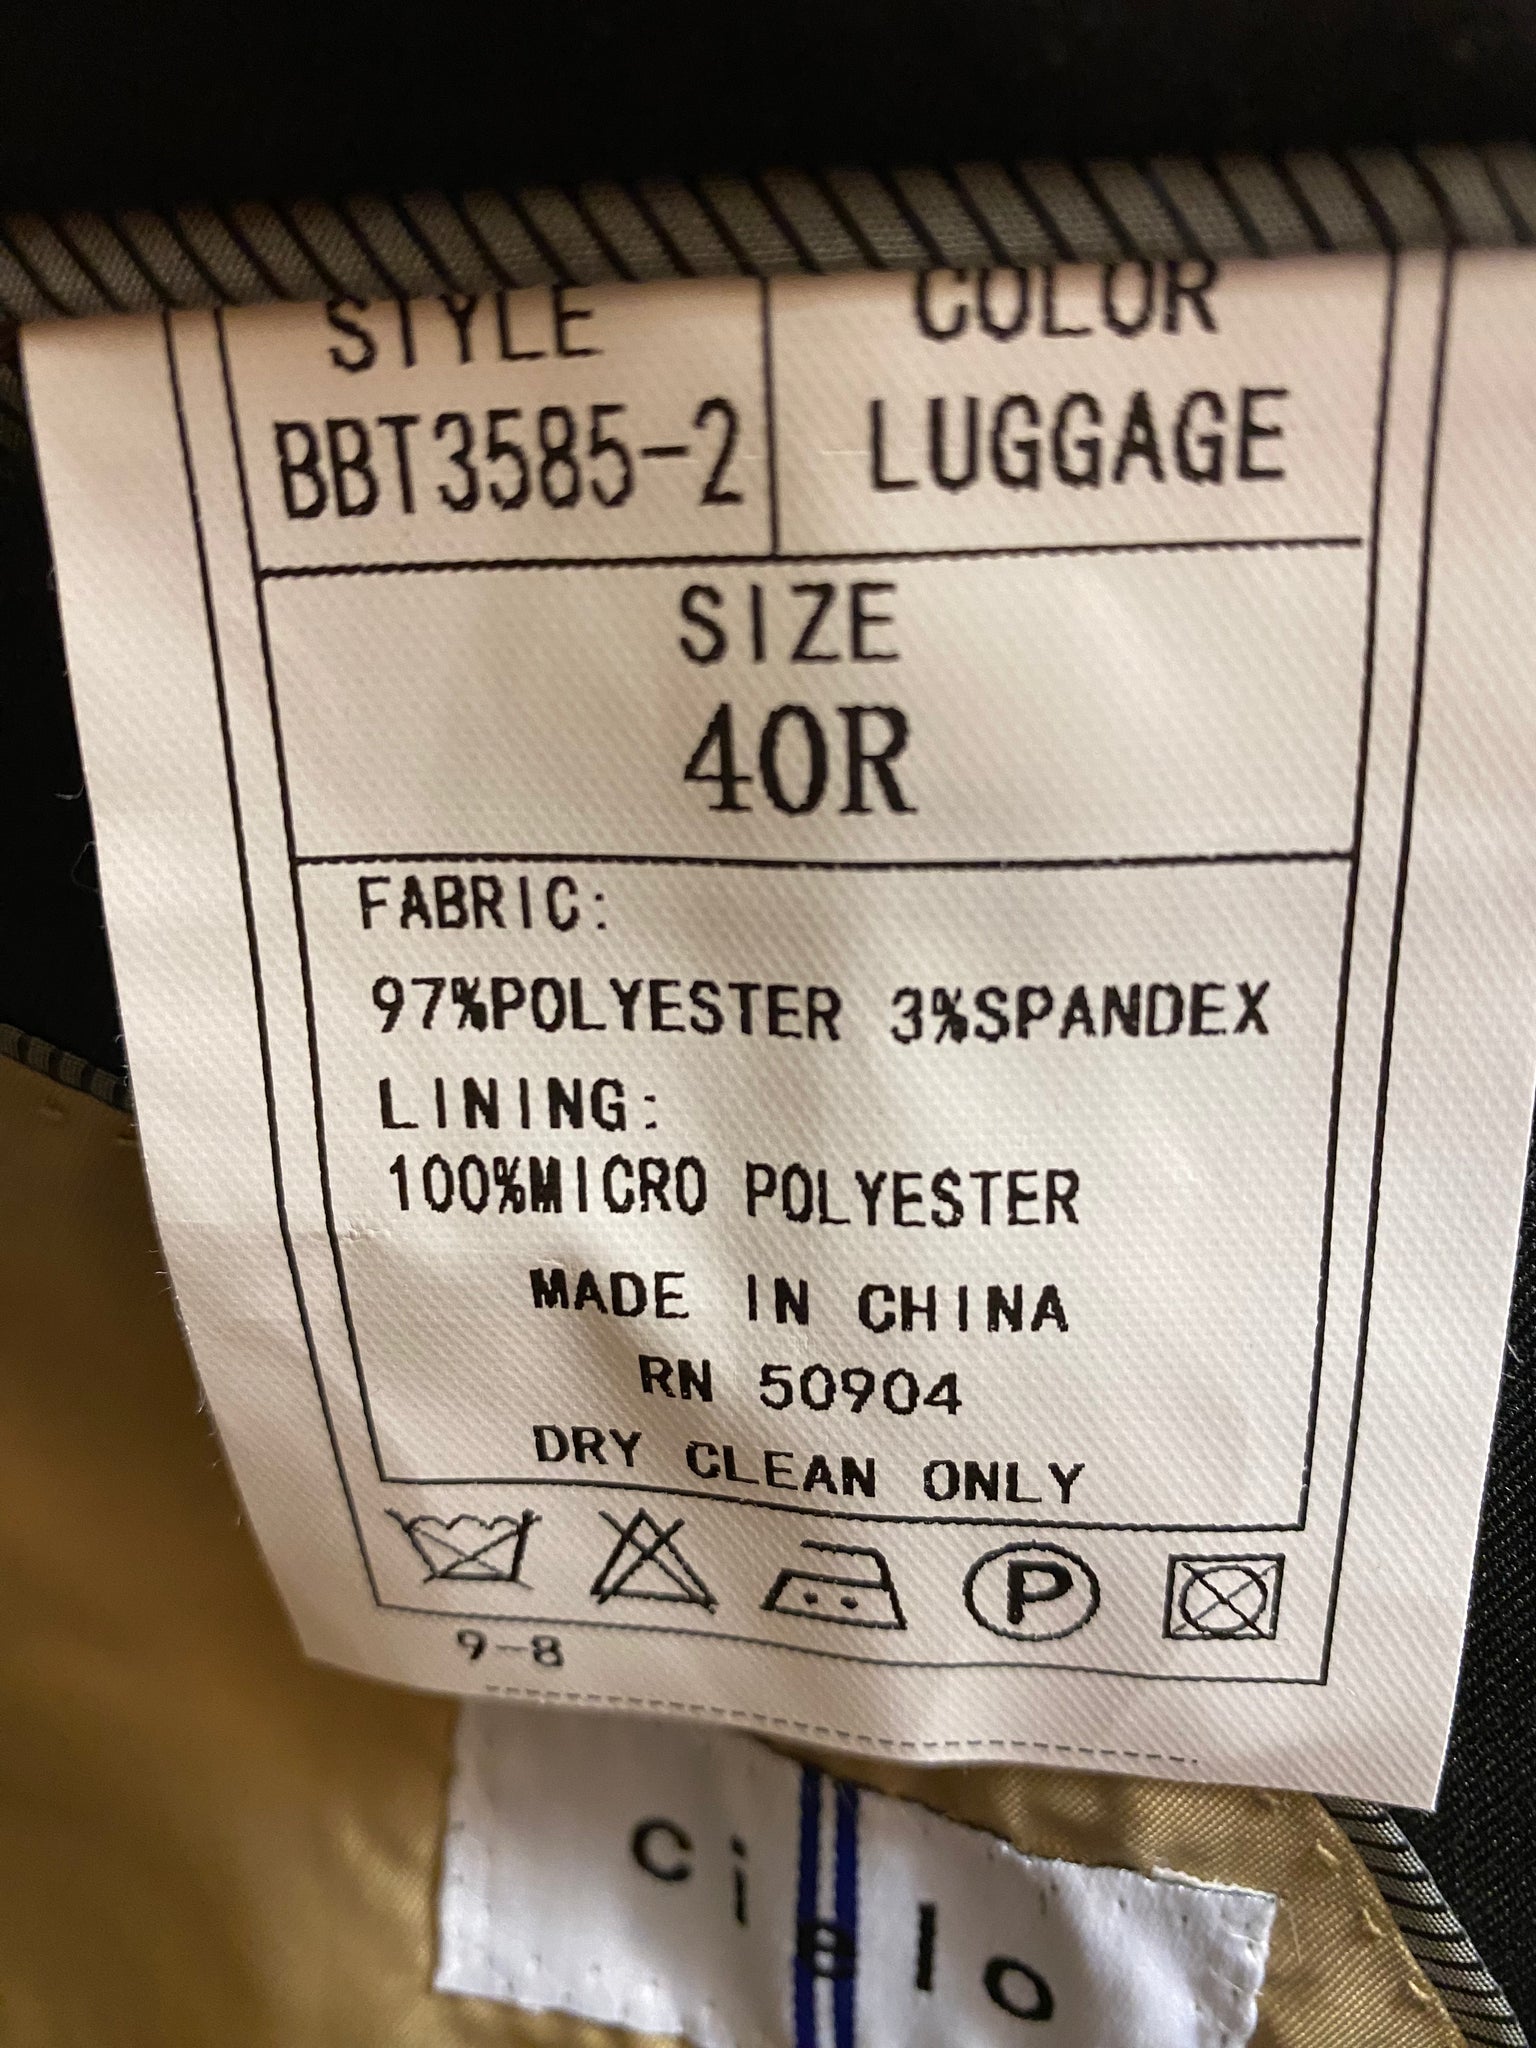 STYLE COLOR
BBT3585-2 LUGGAGE
SIZE
40R
FABRIC:
97%POLYESTER 3%SPANDEX
LINING:
100%MICRO POLYESTER
MADE IN CHINA
RN 50904
DRY CLEAN ONLY
P
9-8
cielo